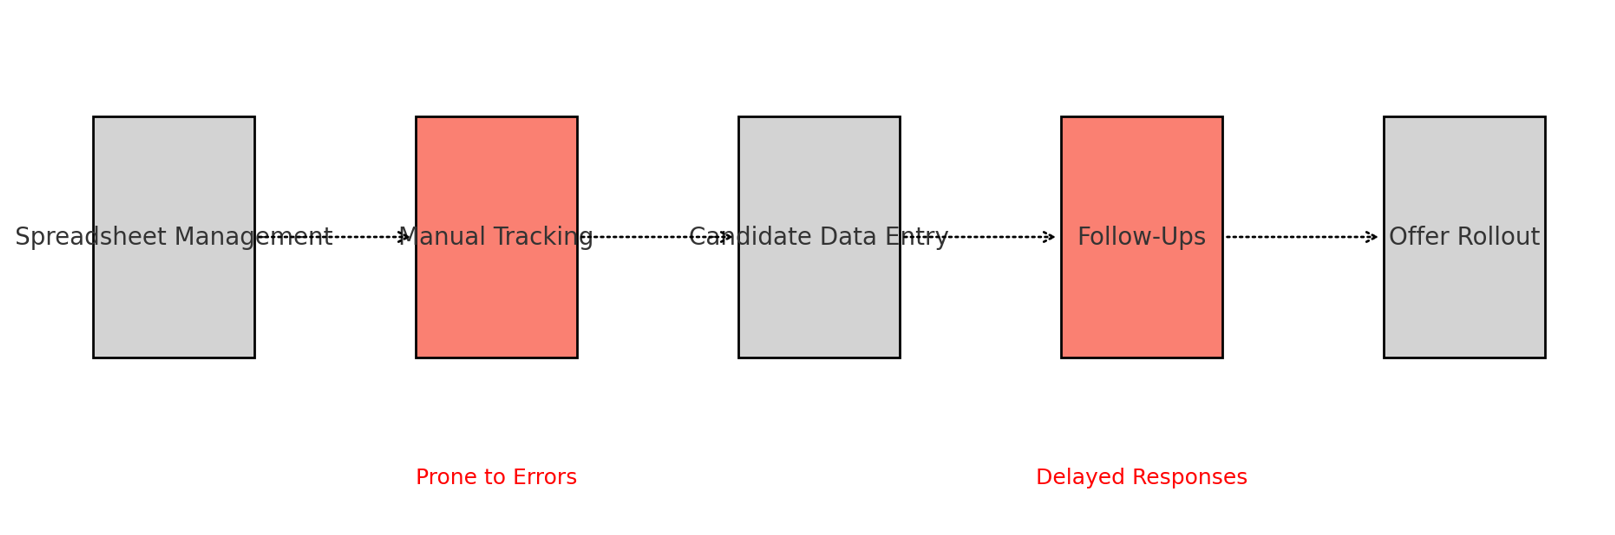 Spreadsheet Management
Manual Tracking
Candidate Data Entry
Follow-Ups
Offer Rollout
Prone to Errors
Delayed Responses